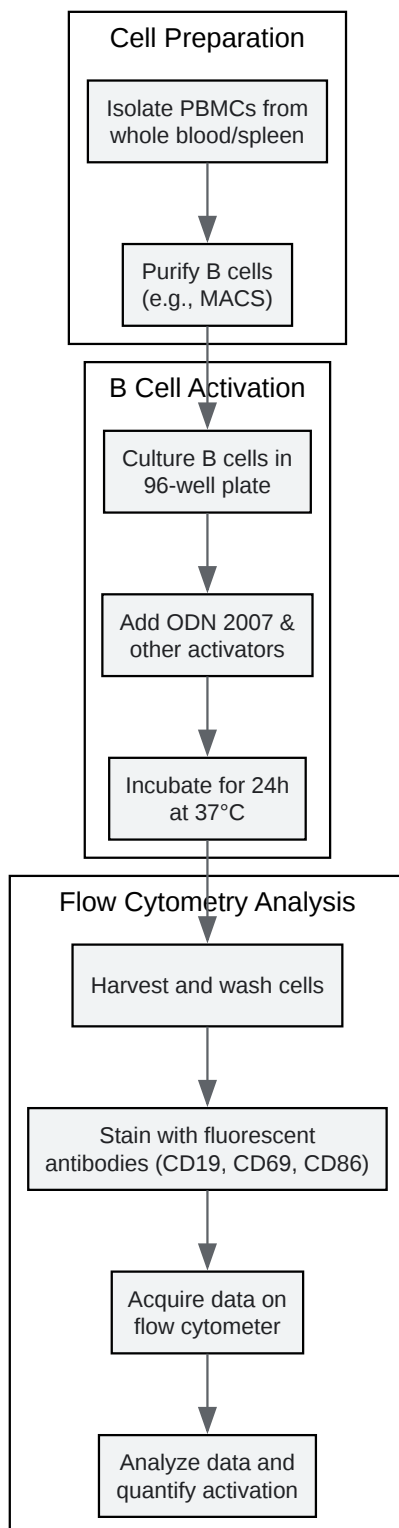 Cell Preparation
Isolate PBMCs from
whole blood/spleen
Purify B cells
(e.g., MACS)
B Cell Activation
Culture B cells in
96-well plate
Add ODN 2007 &
other activators
Incubate for 24h
at 37°C
Flow Cytometry Analysis
Harvest and wash cells
Stain with fluorescent
antibodies (CD19, CD69, CD86)
Acquire data on
flow cytometer
Analyze data and
quantify activation